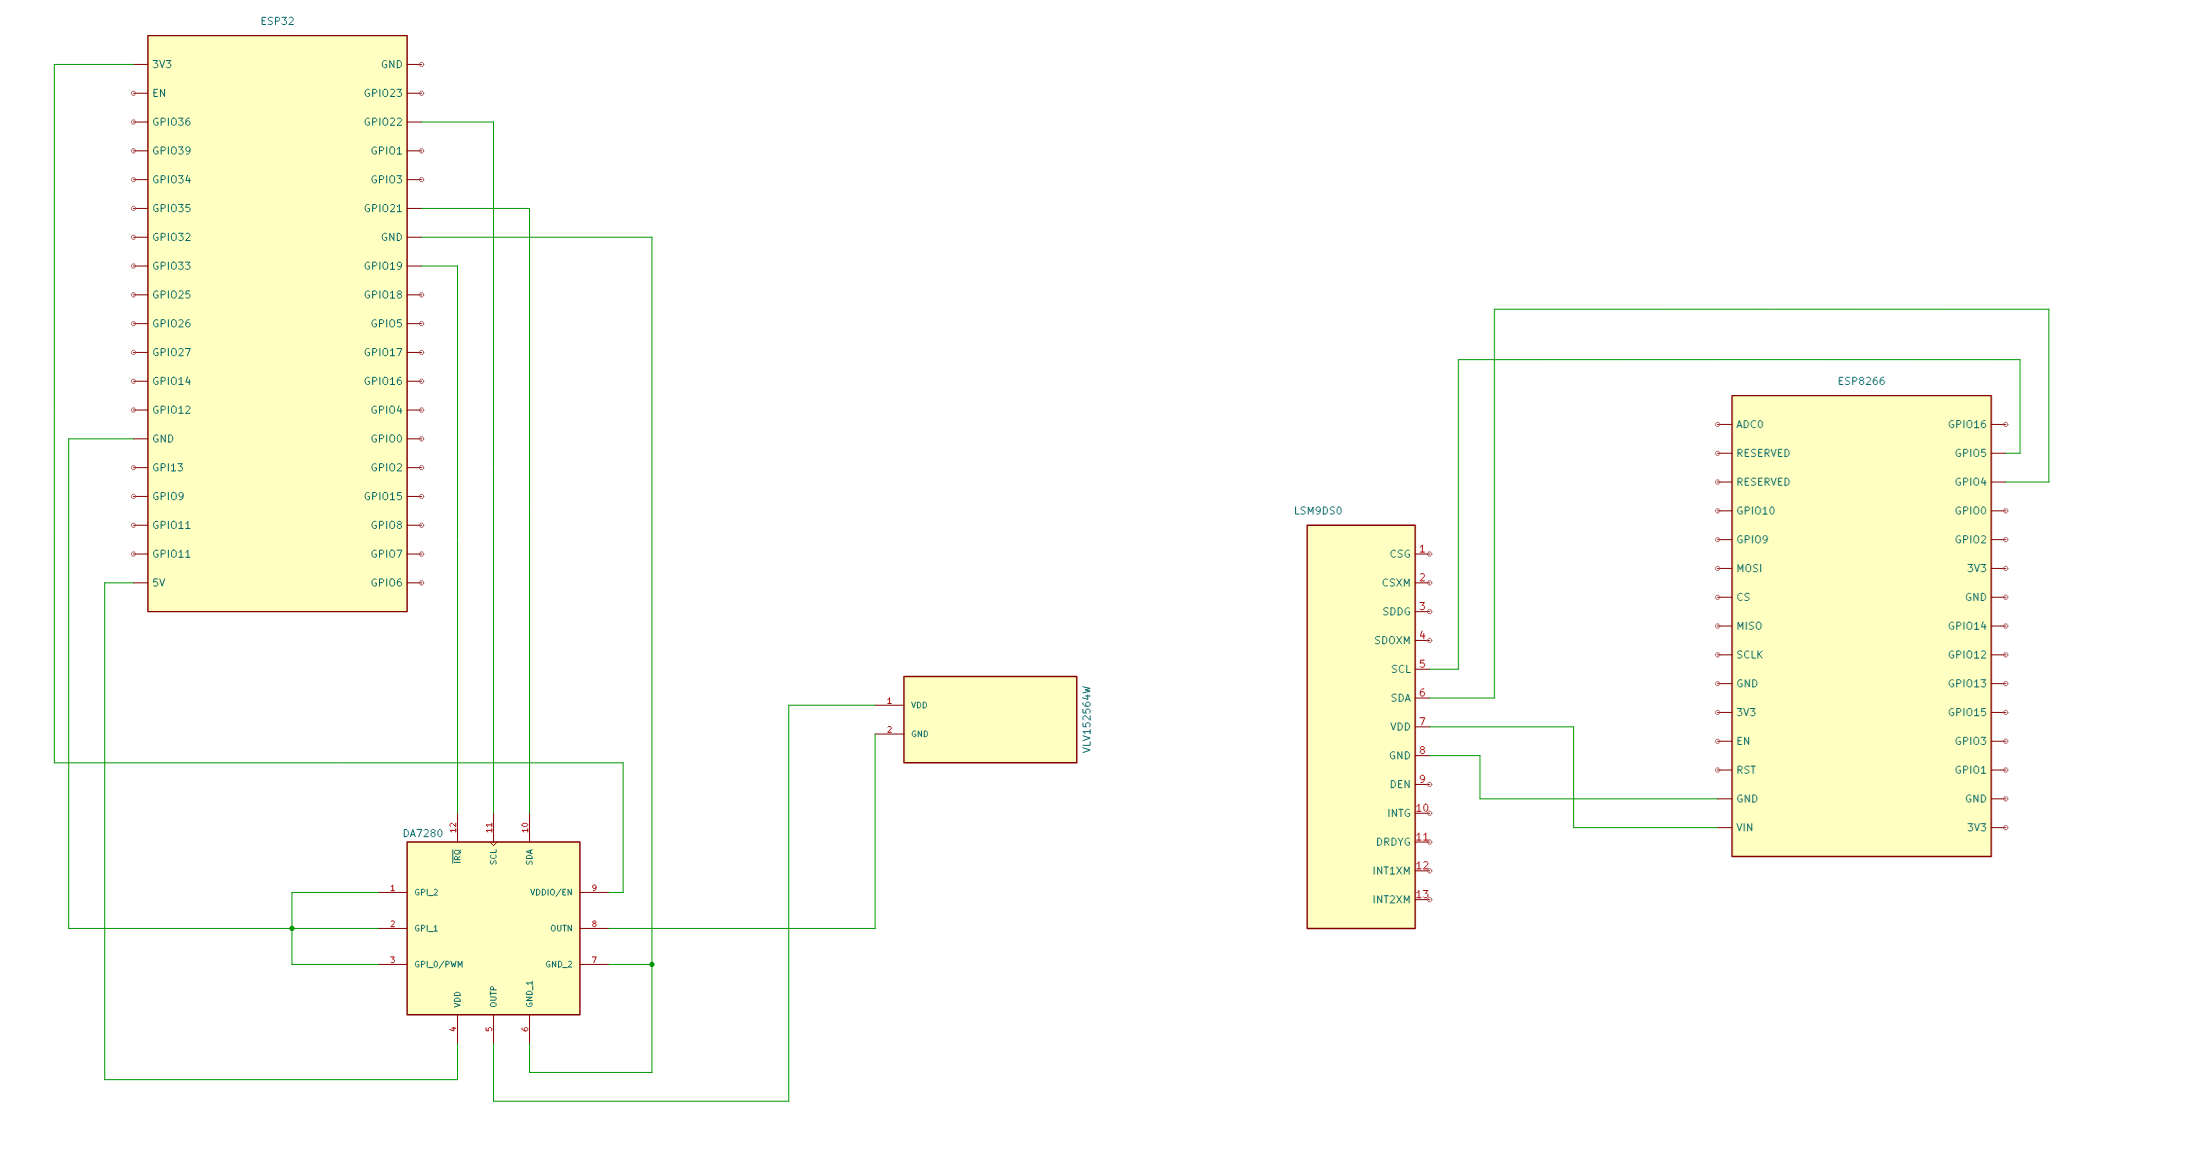 ESP32
3V3
EN
GPIO36
GPIO39
GPIO34
GPIO35
GPIO32
GPIO33
GPIO25
GPIO26
GPIO27
GPIO14
GPIO12
GND
GPI13
GPIO9
GPIO11
GPIO11
5V
GND
GPIO23
GPIO22
GPIO1
GPIO3
GPIO21
GND
GPIO19
GPIO18
GPIO5
GPIO17
GPIO16
GPIO4
GPIO0
GPIO2
GPIO15
GPIO8
GPIO7
GPIO6
DA7280
12 IRQ
11 SCL
10 SDA
1 GPI_2
2 GPI_1
3 GPI_0/PWM
VDDIO/EN 9
OUTN 8
GND_2 7
VDD 4
OUTP 5
GND_1 6
1 VDD
2 GND
VLV152564W
LSM9DS0
CSG 1
CSXM 2
SDDG 3
SDOXM 4
SCL 5
SDA 6
VDD 7
GND 8
DEN 9
INTG 10
DRDYG 11
INT1XM 12
INT2XM 13
ESP8266
ADC0
RESERVED
RESERVED
GPIO10
GPIO9
MOSI
CS
MISO
SCLK
GND
3V3
EN
RST
GND
VIN
GPIO16
GPIO5
GPIO4
GPIO0
GPIO2
3V3
GND
GPIO14
GPIO12
GPIO13
GPIO15
GPIO3
GPIO1
GND
3V3